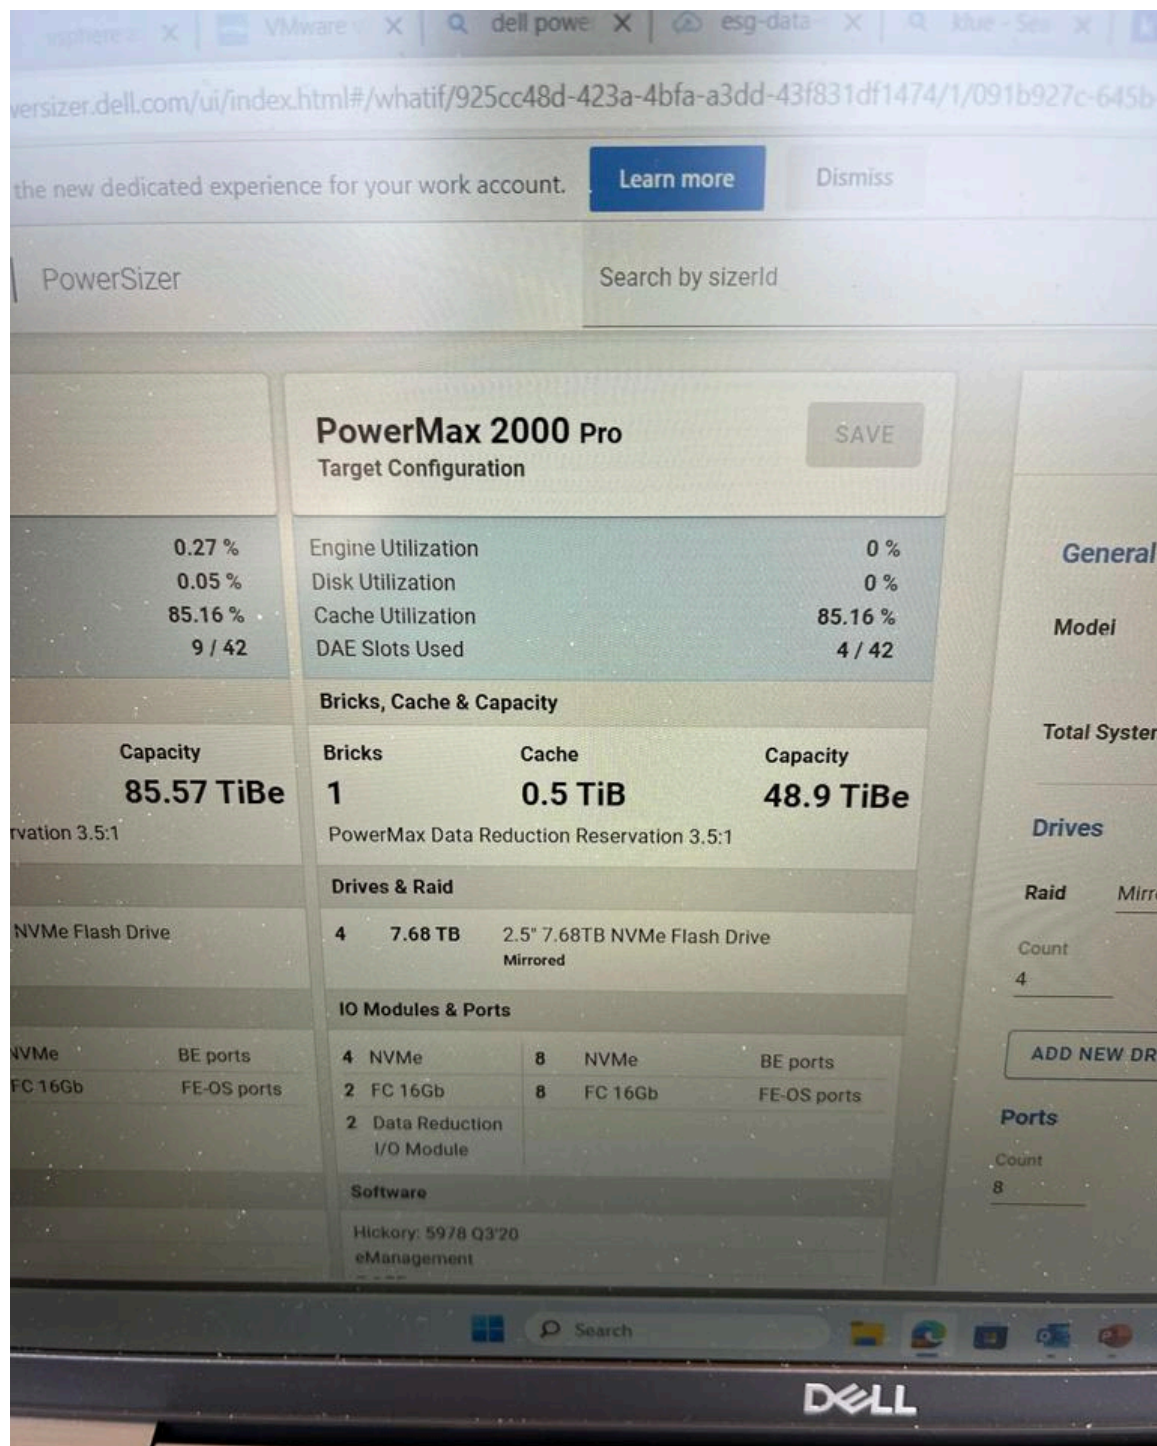 VMware
dell powe
esg-data
versizer.dell.com/ui/index.html#/whatif/925cc48d-423a-4bfa-a3dd-43f831df1474/1/091b927c-645b
the new dedicated experience for your work account.
Learn more
Dismiss
PowerSizer
Search by sizerId
0.27 %
0.05 %
85.16 %
9 / 42
Capacity
85.57 TiBe
rvation 3.5:1
NVMe Flash Drive
NVMe BE ports
FC 16Gb FE-OS ports
PowerMax 2000 Pro
Target Configuration
SAVE
Engine Utilization 0 %
Disk Utilization 0 %
Cache Utilization 85.16 %
DAE Slots Used 4 / 42
Bricks, Cache & Capacity
Bricks Cache Capacity
1 0.5 TiB 48.9 TiBe
PowerMax Data Reduction Reservation 3.5:1
Drives & Raid
4 7.68 TB 2.5" 7.68TB NVMe Flash Drive
Mirrored
IO Modules & Ports
4 NVMe 8 NVMe BE ports
2 FC 16Gb 8 FC 16Gb FE-OS ports
2 Data Reduction
I/O Module
Software
Hickory: 5978 Q3'20
eManagement
General
Model
Total Syster
Drives
Raid Mirr
Count
4
ADD NEW DR
Ports
Count
8
Search
DELL